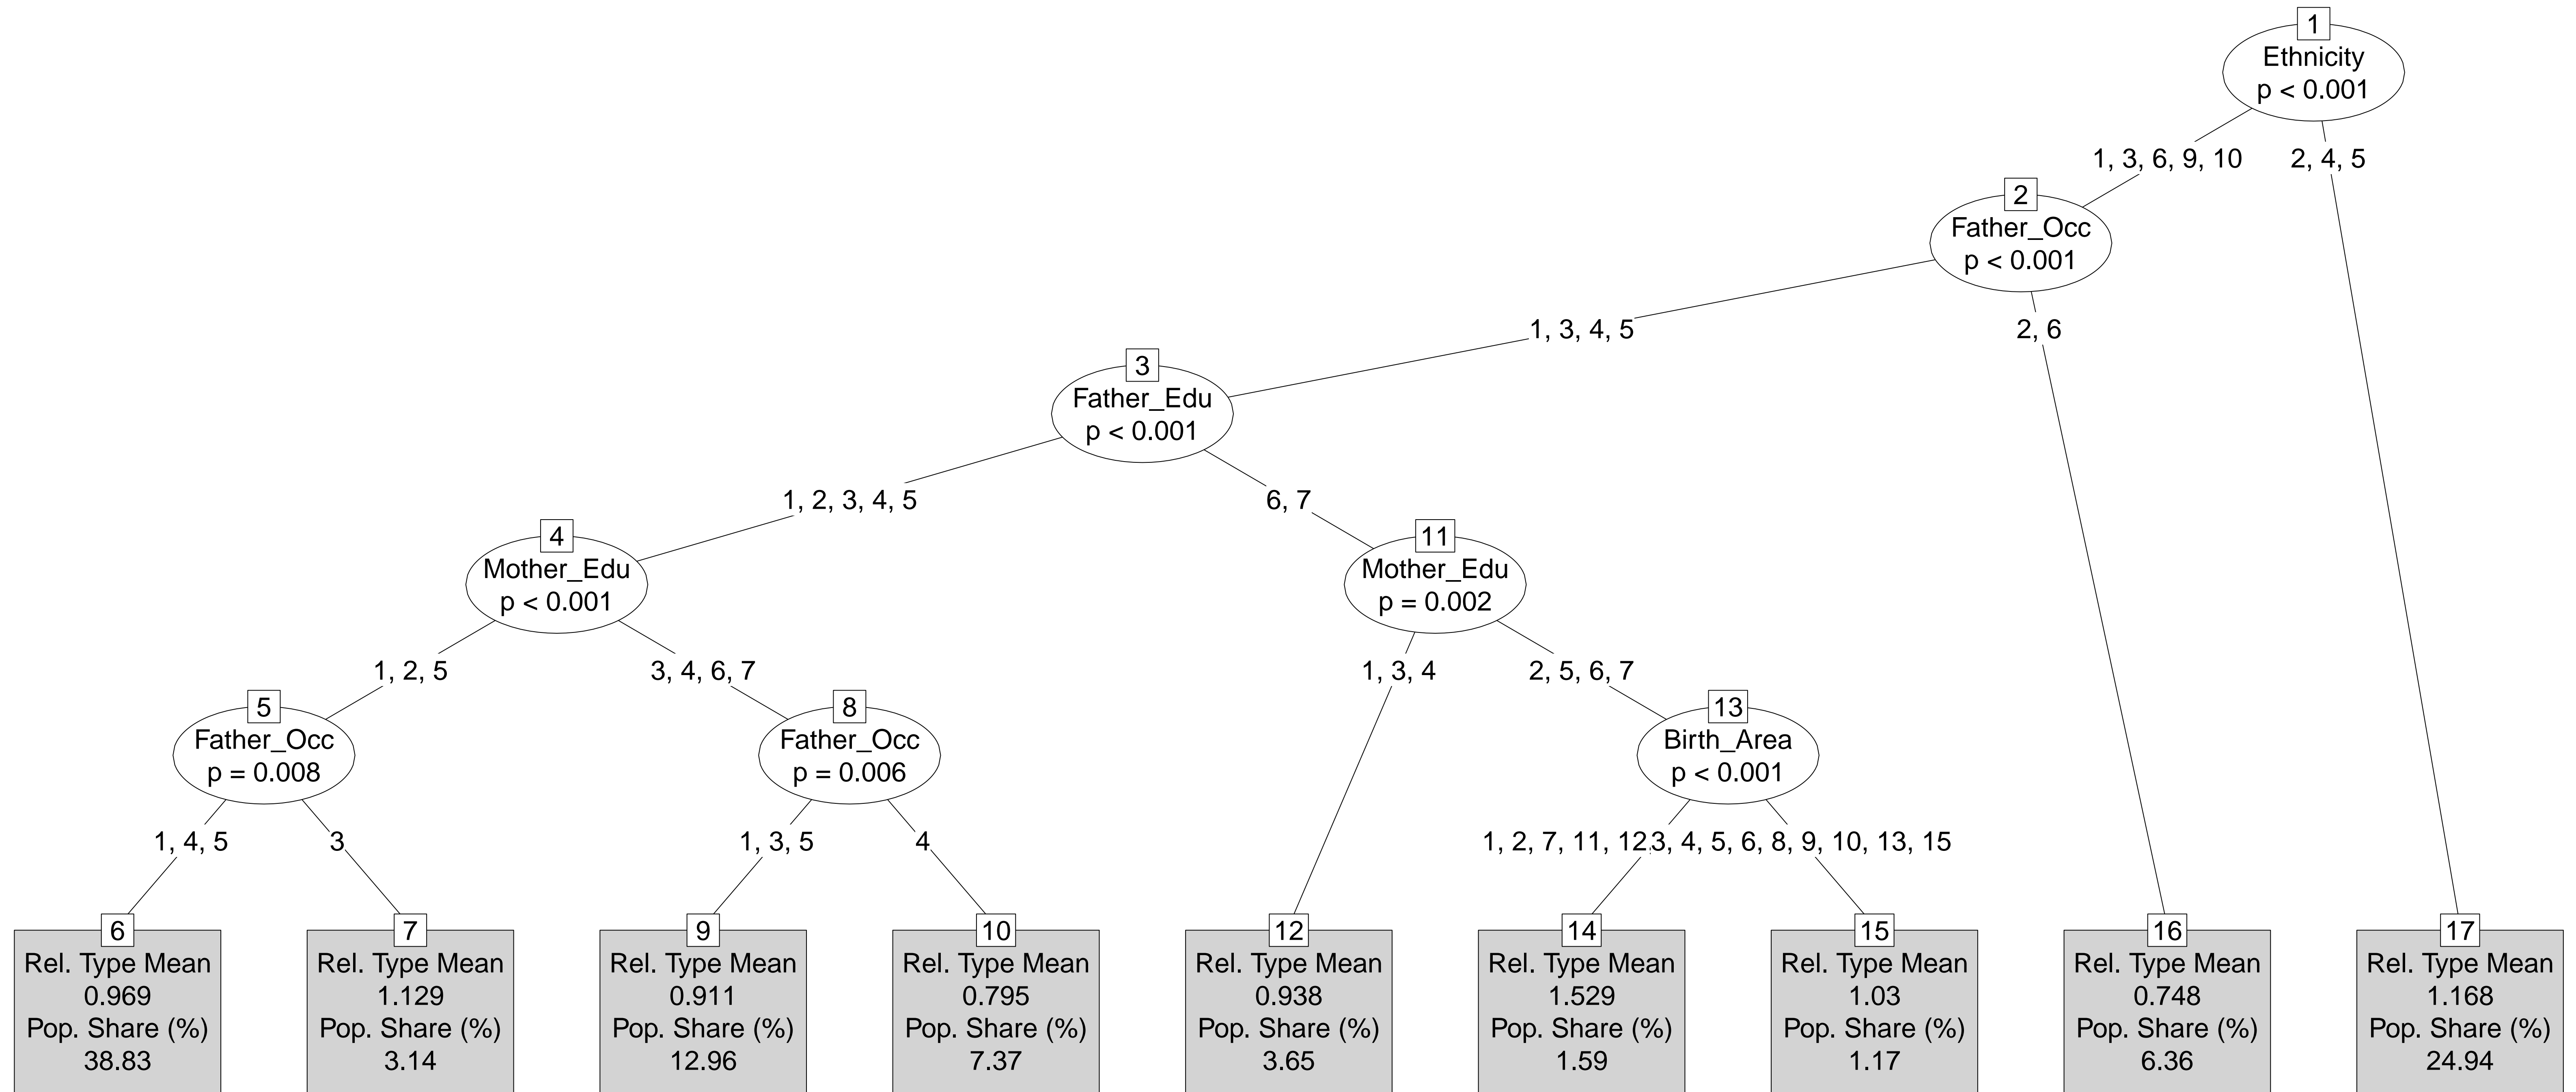 1
Ethnicity
p < 0.001
1, 3, 6, 9, 10
2, 4, 5
2
Father_Occ
p < 0.001
1, 3, 4, 5
2, 6
3
Father_Edu
p < 0.001
1, 2, 3, 4, 5
6, 7
4
Mother_Edu
p < 0.001
11
Mother_Edu
p = 0.002
1, 2, 5
3, 4, 6, 7
1, 3, 4
2, 5, 6, 7
5
Father_Occ
p = 0.008
8
Father_Occ
p = 0.006
13
Birth_Area
p < 0.001
1, 4, 5
3
1, 3, 5
4
1, 2, 7, 11, 12,
3, 4, 5, 6, 8, 9, 10, 13, 15
6
Rel. Type Mean
0.969
Pop. Share (%)
38.83
7
Rel. Type Mean
1.129
Pop. Share (%)
3.14
9
Rel. Type Mean
0.911
Pop. Share (%)
12.96
10
Rel. Type Mean
0.795
Pop. Share (%)
7.37
12
Rel. Type Mean
0.938
Pop. Share (%)
3.65
14
Rel. Type Mean
1.529
Pop. Share (%)
1.59
15
Rel. Type Mean
1.03
Pop. Share (%)
1.17
16
Rel. Type Mean
0.748
Pop. Share (%)
6.36
17
Rel. Type Mean
1.168
Pop. Share (%)
24.94